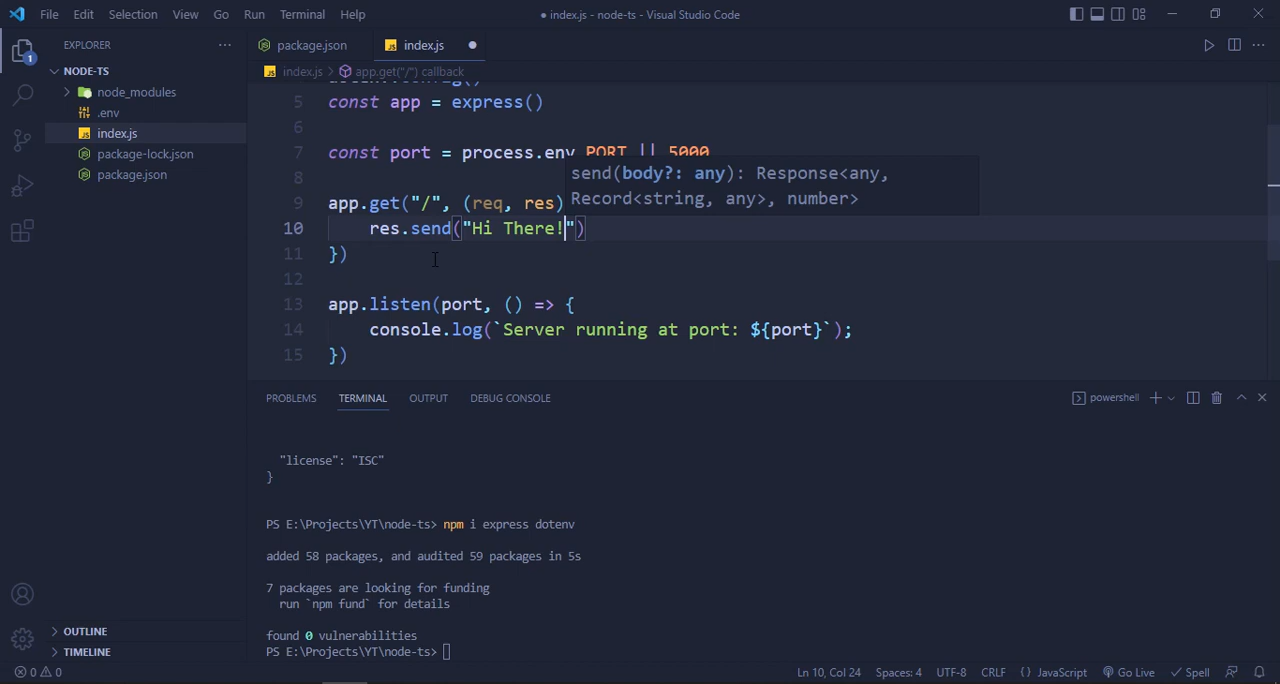 File Edit Selection View Go Run Terminal Help
● index.js - node-ts - Visual Studio Code
EXPLORER
package.json
index.js
NODE-TS
index.js > app.get("/") callback
node_modules
.env
index.js
package-lock.json
package.json
5 const app = express()
6
7 const port = process.env PORT || 5000
8
send(body?: any): Response<any,
Record<string, any>, number>
9 app.get("/", (req, res)
10 res.send("Hi There!")
11 })
12
13 app.listen(port, () => {
14 console.log(`Server running at port: ${port}`);
15 })
PROBLEMS TERMINAL OUTPUT DEBUG CONSOLE
powershell
"license": "ISC"
}
PS E:\Projects\YT\node-ts> npm i express dotenv
added 58 packages, and audited 59 packages in 5s
7 packages are looking for funding
run `npm fund` for details
found 0 vulnerabilities
PS E:\Projects\YT\node-ts>
OUTLINE
TIMELINE
1
0 0
Ln 10, Col 24 Spaces: 4 UTF-8 CRLF {} JavaScript Go Live Spell